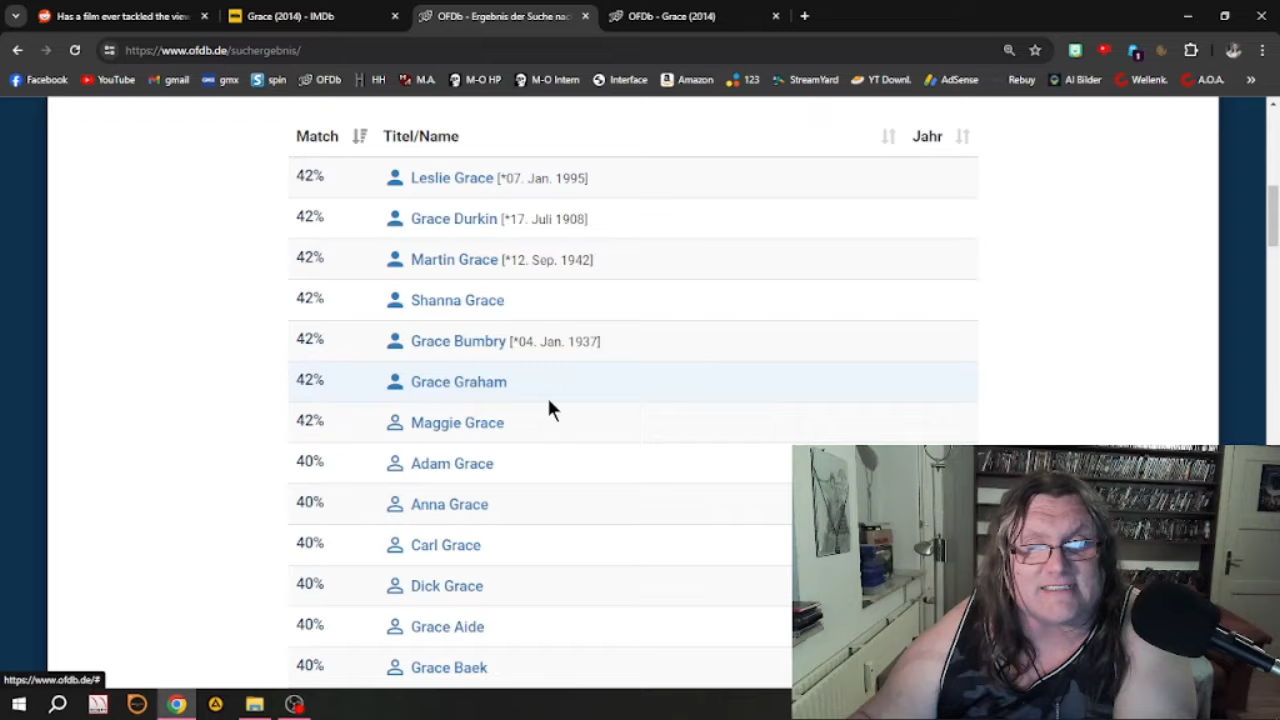 Has a film ever tackled the view
Grace (2014) - IMDb
OFDb - Ergebnis der Suche nac
OFDb - Grace (2014)
https://www.ofdb.de/suchergebnis/
Facebook YouTube gmail gmx spin OFDb HH M.A. M-O HP M-O Intern Interface Amazon 123 StreamYard YT Downl. AdSense Rebuy AI Bilder Wellenk. A.O.A. »
Match Titel/Name Jahr
42% Leslie Grace [*07. Jan. 1995]
42% Grace Durkin [*17. Juli 1908]
42% Martin Grace [*12. Sep. 1942]
42% Shanna Grace
42% Grace Bumbry [*04. Jan. 1937]
42% Grace Graham
42% Maggie Grace
40% Adam Grace
40% Anna Grace
40% Carl Grace
40% Dick Grace
40% Grace Aide
40% Grace Baek
https://www.ofdb.de/#